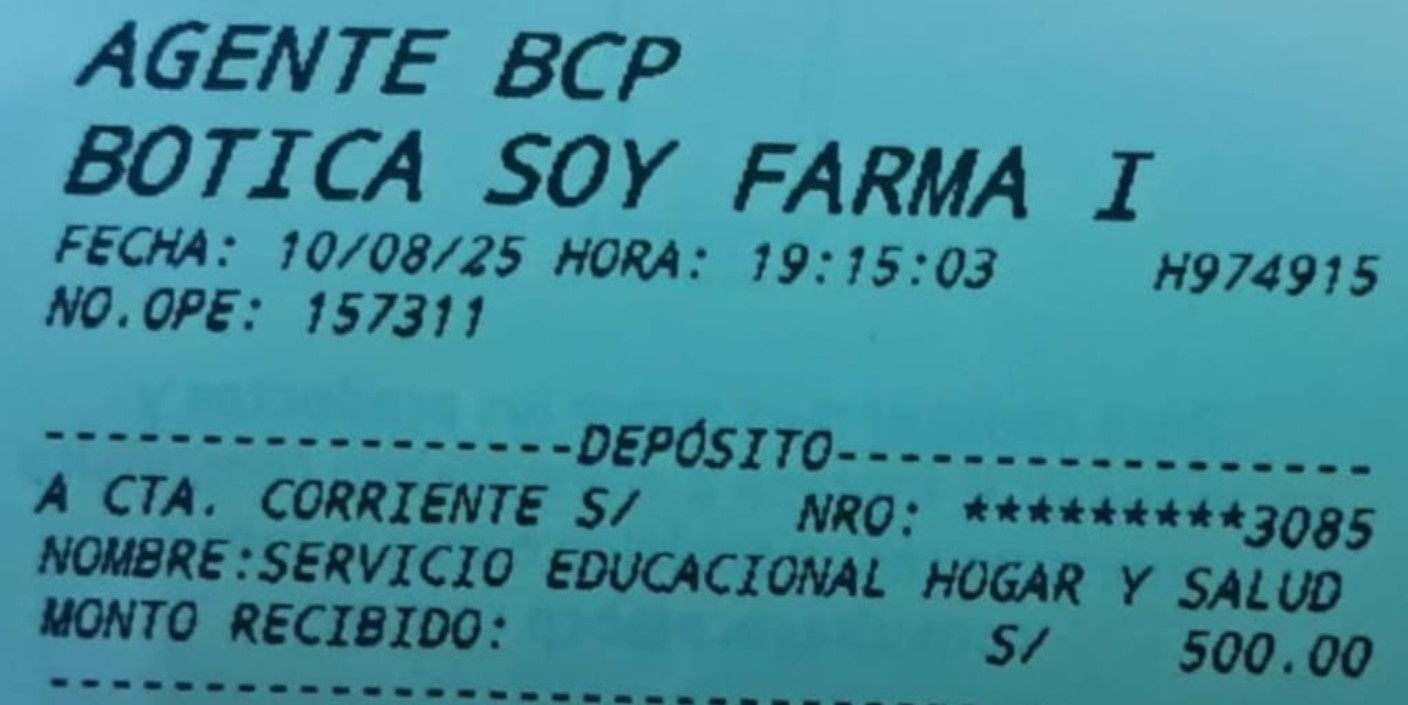 AGENTE BCP
BOTICA SOY FARMA I
FECHA: 10/08/25 HORA: 19:15:03 H974915
NO.OPE: 157311
-----------------DEPÓSITO-----------------
A CTA. CORRIENTE S/ NRO: *********3085
NOMBRE:SERVICIO EDUCACIONAL HOGAR Y SALUD
MONTO RECIBIDO: S/ 500.00